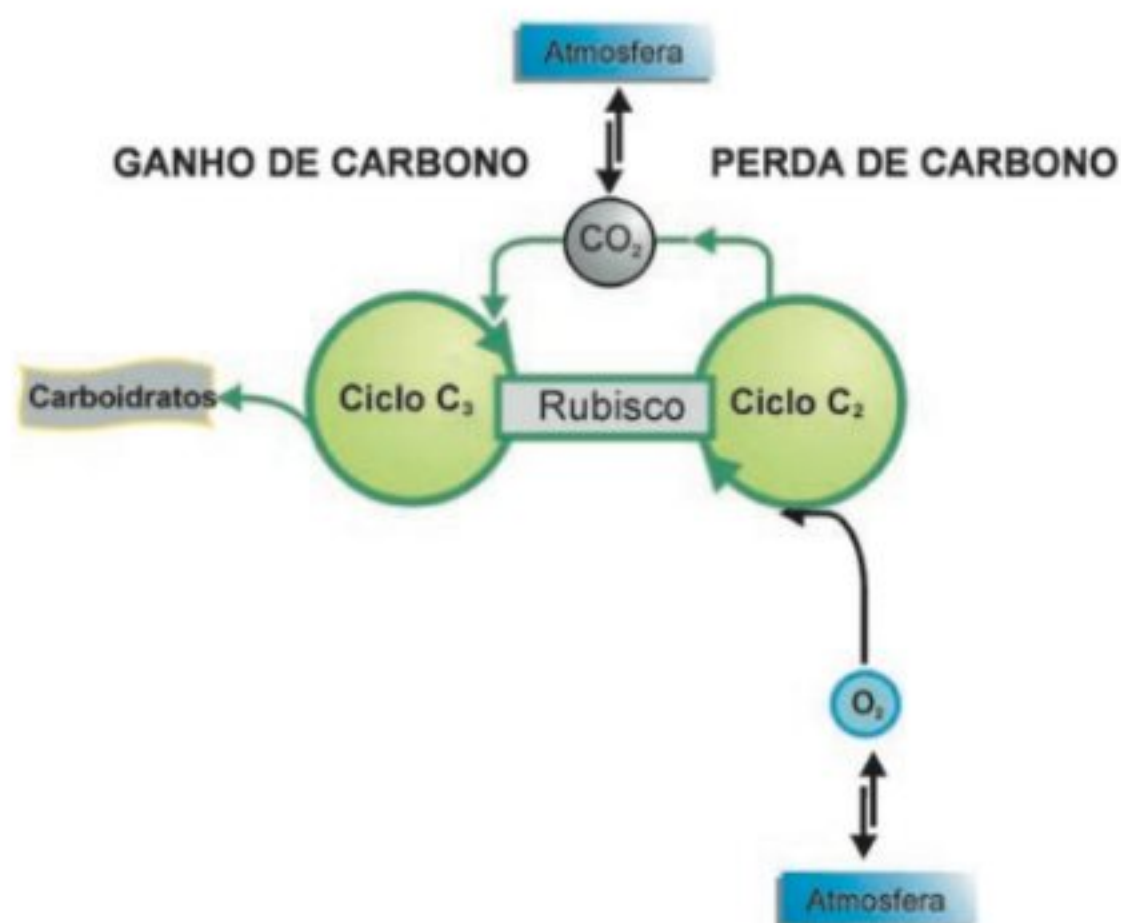 Atmosfera
GANHO DE CARBONO
PERDA DE CARBONO
CO₂
Carboidratos
Ciclo C₃
Rubisco
Ciclo C₂
O₂
Atmosfera